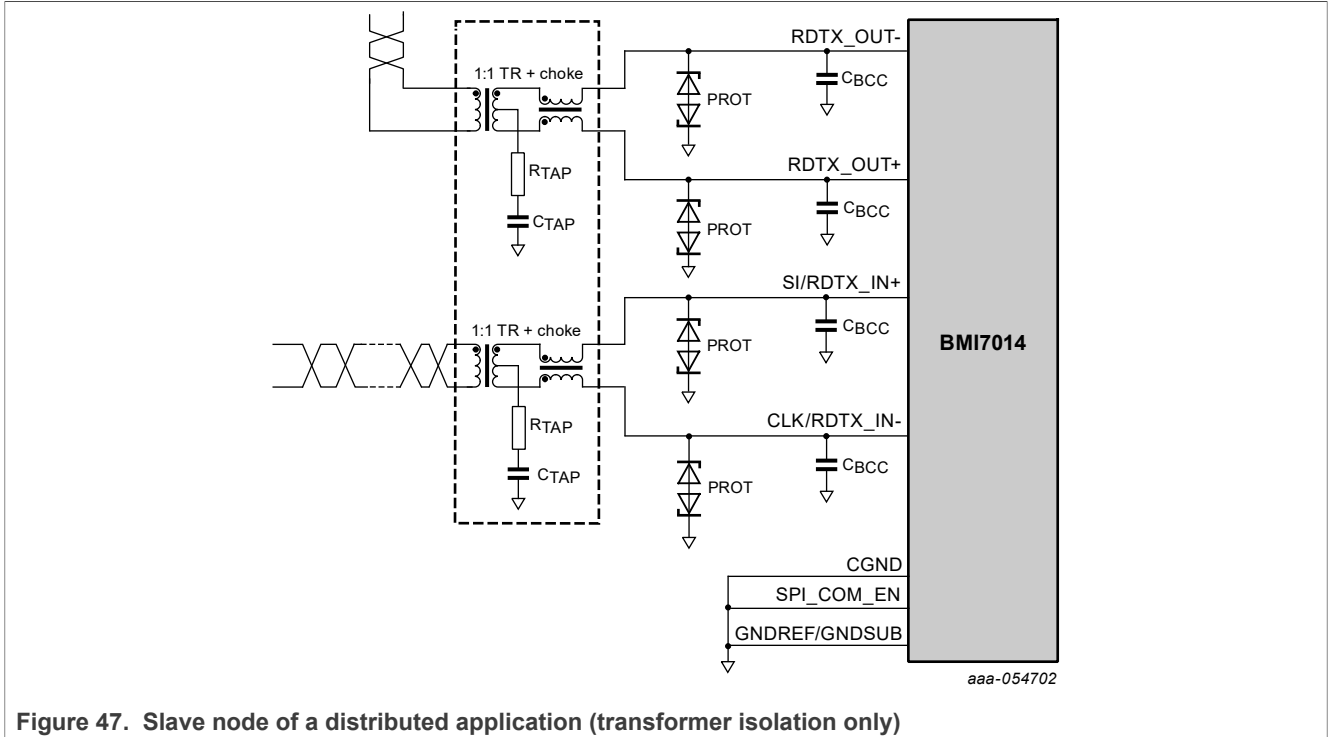 RDTX_OUT-
1:1 TR + choke
PROT
CBCC
RDTX_OUT+
RTAP
CTAP
PROT
CBCC
SI/RDTX_IN+
1:1 TR + choke
PROT
CBCC
BMI7014
CLK/RDTX_IN-
RTAP
CTAP
PROT
CBCC
CGND
SPI_COM_EN
GNDREF/GNDSUB
aaa-054702
Figure 47. Slave node of a distributed application (transformer isolation only)